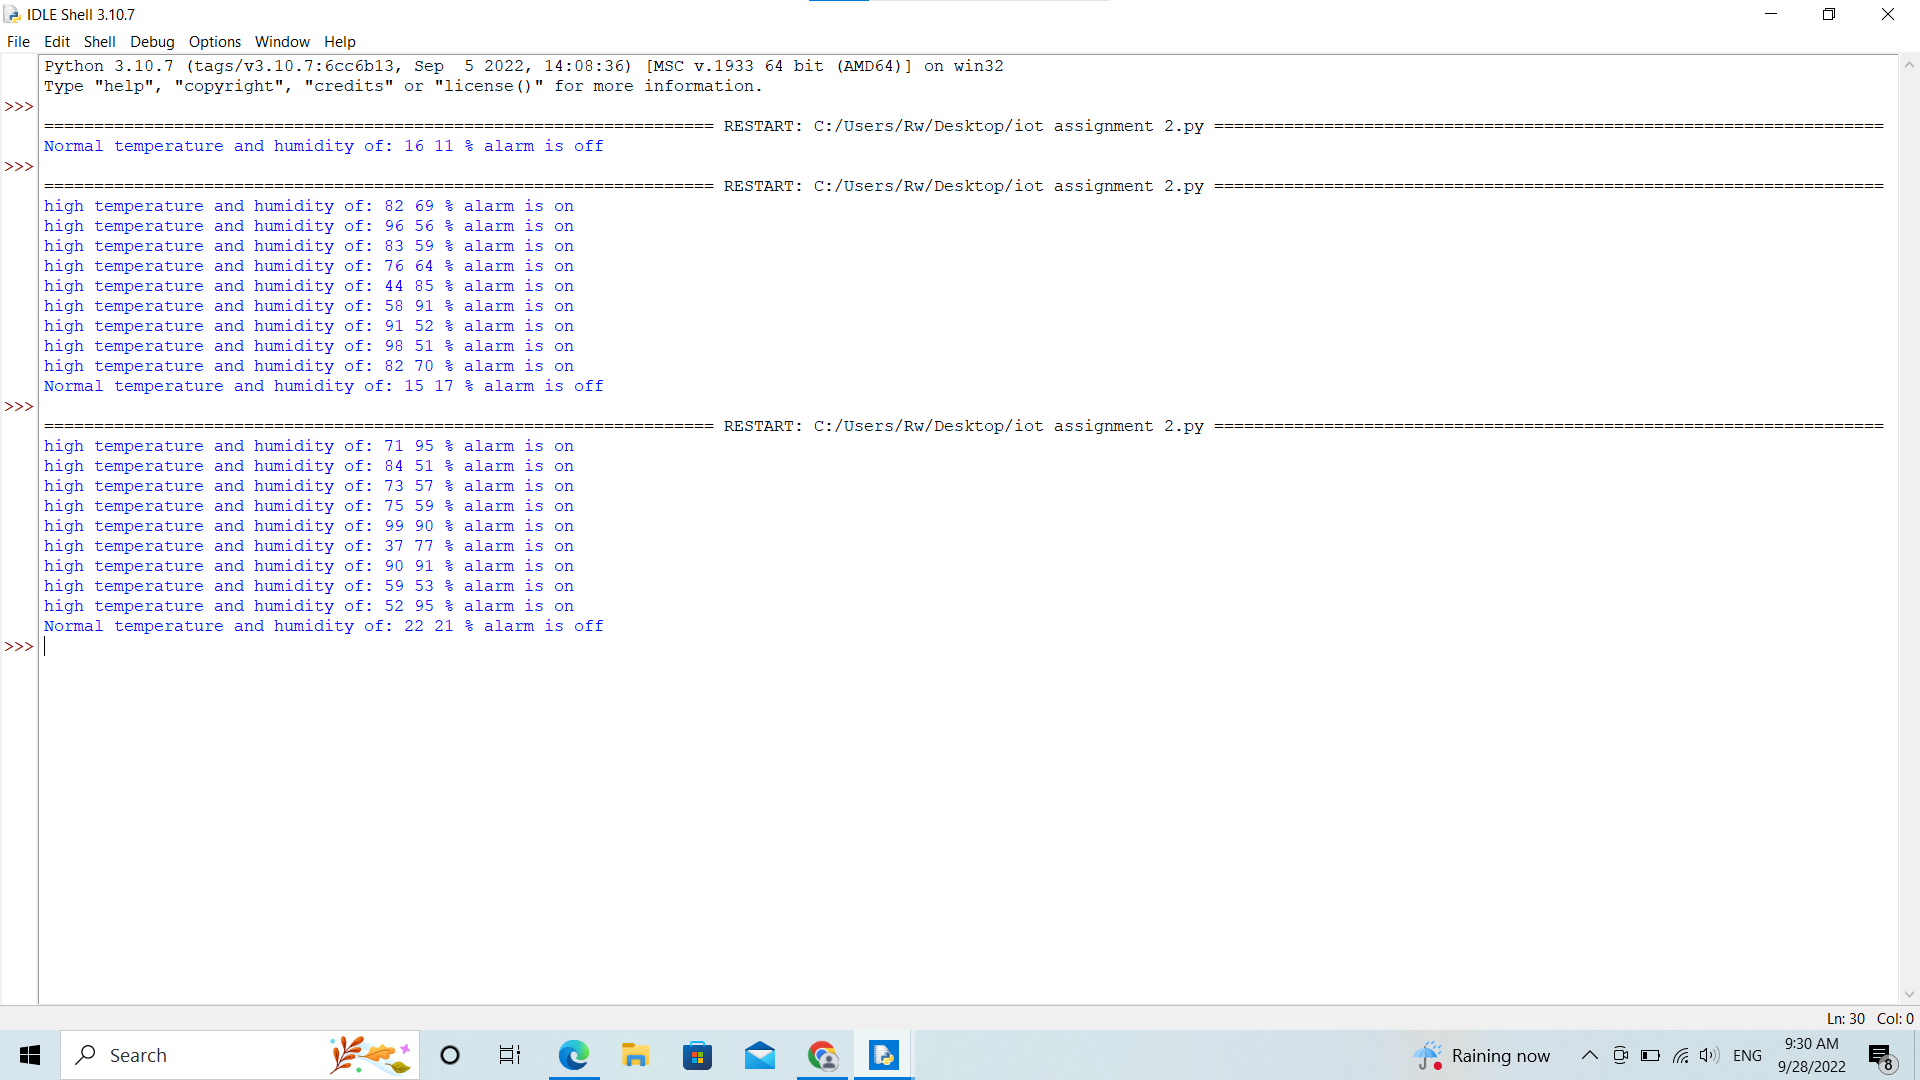 IDLE Shell 3.10.7
File Edit Shell Debug Options Window Help
Python 3.10.7 (tags/v3.10.7:6cc6b13, Sep  5 2022, 14:08:36) [MSC v.1933 64 bit (AMD64)] on win32
Type "help", "copyright", "credits" or "license()" for more information.
>>>
=================================================================== RESTART: C:/Users/Rw/Desktop/iot assignment 2.py ===================================================================
Normal temperature and humidity of: 16 11 % alarm is off
>>>
=================================================================== RESTART: C:/Users/Rw/Desktop/iot assignment 2.py ===================================================================
high temperature and humidity of: 82 69 % alarm is on
high temperature and humidity of: 96 56 % alarm is on
high temperature and humidity of: 83 59 % alarm is on
high temperature and humidity of: 76 64 % alarm is on
high temperature and humidity of: 44 85 % alarm is on
high temperature and humidity of: 58 91 % alarm is on
high temperature and humidity of: 91 52 % alarm is on
high temperature and humidity of: 98 51 % alarm is on
high temperature and humidity of: 82 70 % alarm is on
Normal temperature and humidity of: 15 17 % alarm is off
>>>
=================================================================== RESTART: C:/Users/Rw/Desktop/iot assignment 2.py ===================================================================
high temperature and humidity of: 71 95 % alarm is on
high temperature and humidity of: 84 51 % alarm is on
high temperature and humidity of: 73 57 % alarm is on
high temperature and humidity of: 75 59 % alarm is on
high temperature and humidity of: 99 90 % alarm is on
high temperature and humidity of: 37 77 % alarm is on
high temperature and humidity of: 90 91 % alarm is on
high temperature and humidity of: 59 53 % alarm is on
high temperature and humidity of: 52 95 % alarm is on
Normal temperature and humidity of: 22 21 % alarm is off
>>>
Ln: 30 Col: 0
Search
Raining now
ENG
9:30 AM
9/28/2022
8